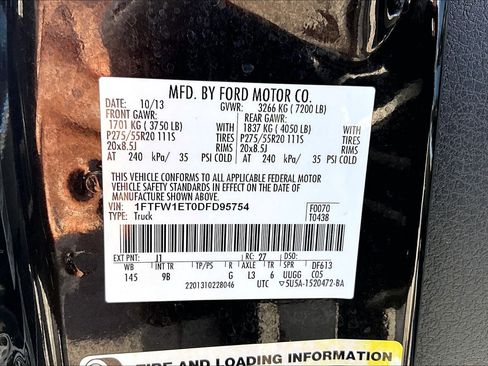 MFD. BY FORD MOTOR CO.
DATE: 10/13 GVWR: 3266 KG ( 7200 LB)
FRONT GAWR: REAR GAWR:
1701 KG ( 3750 LB) 1837 KG ( 4050 LB)
P275/55R20 111S TIRES P275/55R20 111S TIRES
20x8.5J RIMS 20x8.5J RIMS
AT 240 kPa/ 35 PSI COLD AT 240 kPa/ 35 PSI COLD
THIS VEHICLE CONFORMS TO ALL APPLICABLE FEDERAL MOTOR
VEHICLE SAFETY STANDARD IN EFFECT ON THE DATE OF
MANUFACTURE SHOWN ABOVE.
VIN: 1FTFW1ET0DFD95754 F0070
TYPE: Truck T0438
EXT PNT: J1 RC: 27 DSO:
WB INT TR TP/PS R AXLE TR SPR DF613
145 9B G L3 6 UUGG C05
2201310228046 UTC 5U5A-1520472-BA
TIRE AND LOADING INFORMATION